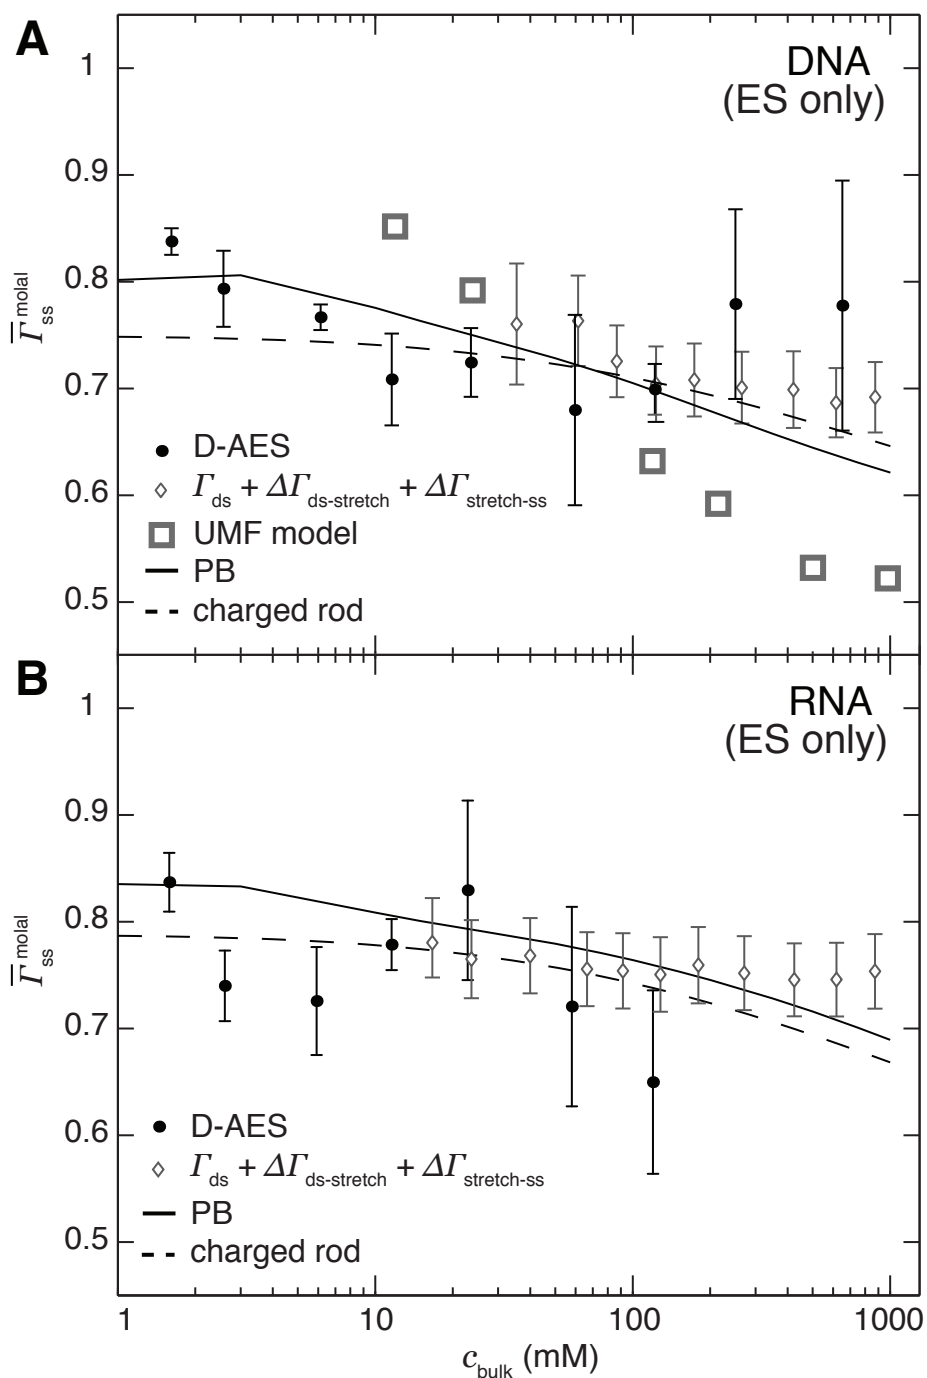 A
DNA
(ES only)
1
0.9
0.8
0.7
0.6
0.5
Γ̅ss molal
D-AES
Γds + ΔΓds-stretch + ΔΓstretch-ss
UMF model
PB
charged rod
B
RNA
(ES only)
1
0.9
0.8
0.7
0.6
0.5
Γ̅ss molal
D-AES
Γds + ΔΓds-stretch + ΔΓstretch-ss
PB
charged rod
1 10 100 1000
cbulk (mM)